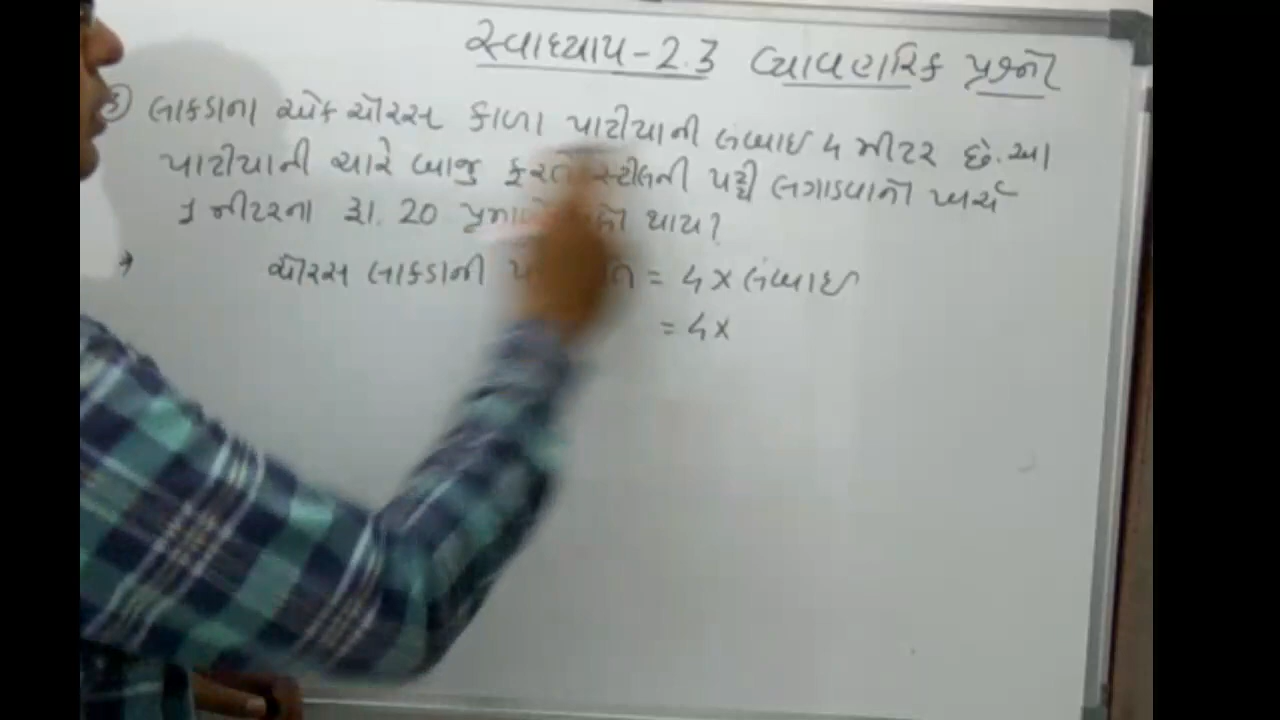 સ્વાધ્યાય-2.3 વ્યાવહારિક પ્રશ્નો
લાકડાના એક ચોરસ કાળા પાટીયાની લંબાઇ 4 મીટર છે. આ
પાટીયાની ચારે બાજુ ફરતે સ્ટીલની પટ્ટી લગાડવાનો ખર્ચ
1 મીટરના રૂા. 20 થાય?
→ ચોરસ લાકડાની = 4 × લંબાઇ
= 4 ×